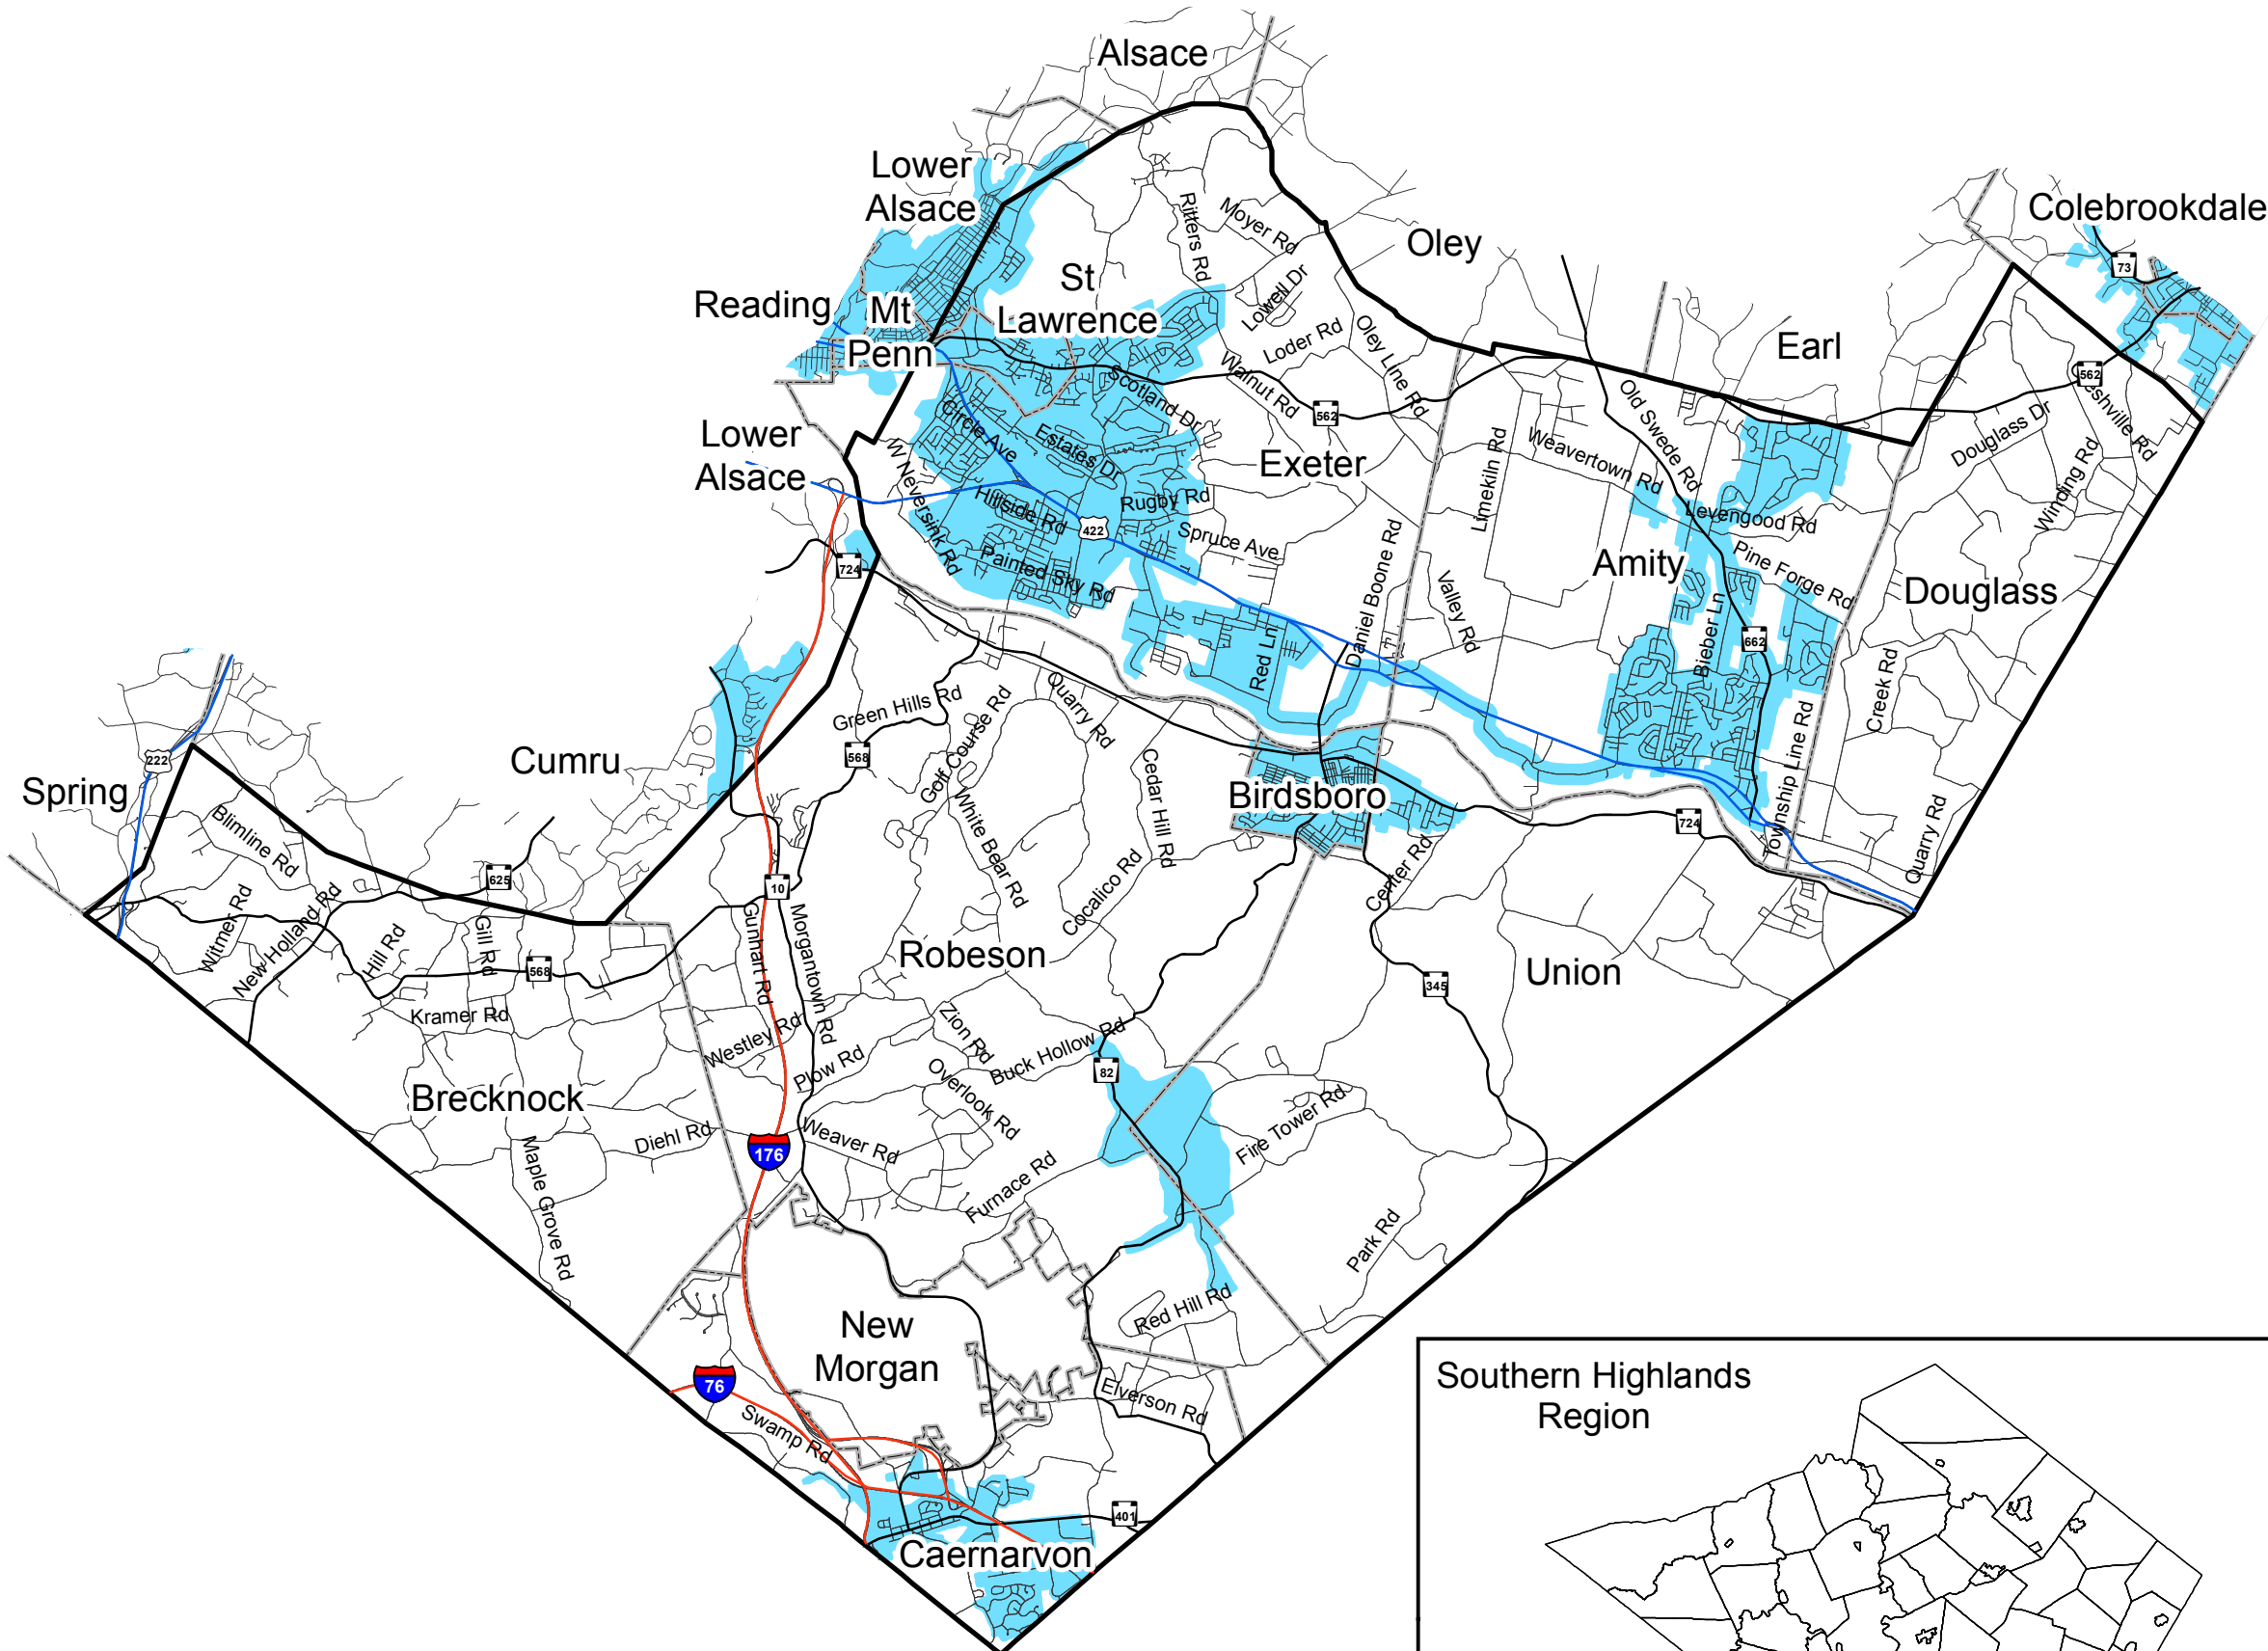 Alsace
Lower
Alsace
Colebrookdale
73
Ritters Rd
Moyer Rd
Oley
St
Lawrence
Lowell Dr
Reading
Mt
Penn
Loder Rd
Oley Line Rd
Earl
562
Walnut Rd
Scotland Dr
562
Old Swede Rd
Douglass Dr
Circle Ave
Estates Dr
Lower
Alsace
W Neversink Rd
Exeter
Limekiln Rd
Weavertown Rd
Winding Rd
Hillside Rd
Rugby Rd
422
Spruce Ave
Levengood Rd
Painted Sky Rd
724
Daniel Boone Rd
Valley Rd
Amity
Pine Forge Rd
Douglass
Red Ln
Bieber Ln
662
Creek Rd
Green Hills Rd
Golf Course Rd
Quarry Rd
568
Cedar Hill Rd
222
Cumru
Spring
Birdsboro
Township Line Rd
724
Quarry Rd
Blimline Rd
White Bear Rd
625
10
Cocalico Rd
Center Rd
Witmer Rd
New Holland Rd
Hill Rd
Gill Rd
568
Gunhart Rd
Morgantown Rd
Robeson
Union
345
Kramer Rd
Westley Rd
Plow Rd
Zion Rd
Buck Hollow Rd
82
Overlook Rd
Brecknock
Diehl Rd
176
Weaver Rd
Fire Tower Rd
Maple Grove Rd
Furnace Rd
Park Rd
Red Hill Rd
New
Morgan
76
Swamp Rd
Elverson Rd
401
Caernarvon
Southern Highlands
Region